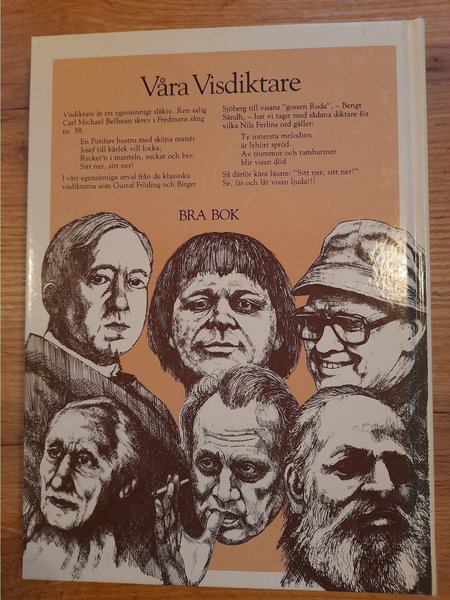 Våra Visdiktare
Visdiktare är ett egensinnigt släkte. Ren salig
Carl Michael Bellman skrev i Fredmans sång
nr. 38:
En Potifars hustru med sköna manér
Josef till kärlek vill locka,
Rycket'n i manteln, suckar och ber:
Sitt ner, sitt ner!
I vårt egensinniga urval från de klassiska
visdiktarna som Gustaf Fröding och Birger
Sjöberg till visans "gossen Ruda", – Bengt
Sändh, – har vi tagit med sådana diktare för
vilka Nils Ferlins ord gäller:
Ty innersta melodien
är lyhört spröd.
Av trummor och tamburiner
blir visan död
Så därför kära läsare: "Sitt ner, sitt ner!"
Se, läs och låt visan ljuda!!!
BRA BOK